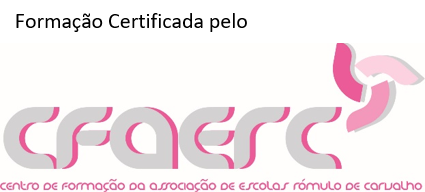 Formação Certificada pelo
CFAERC
CENTRO DE FORMAÇÃO DA ASSOCIAÇÃO DE ESCOLAS RÓMULO DE CARVALHO